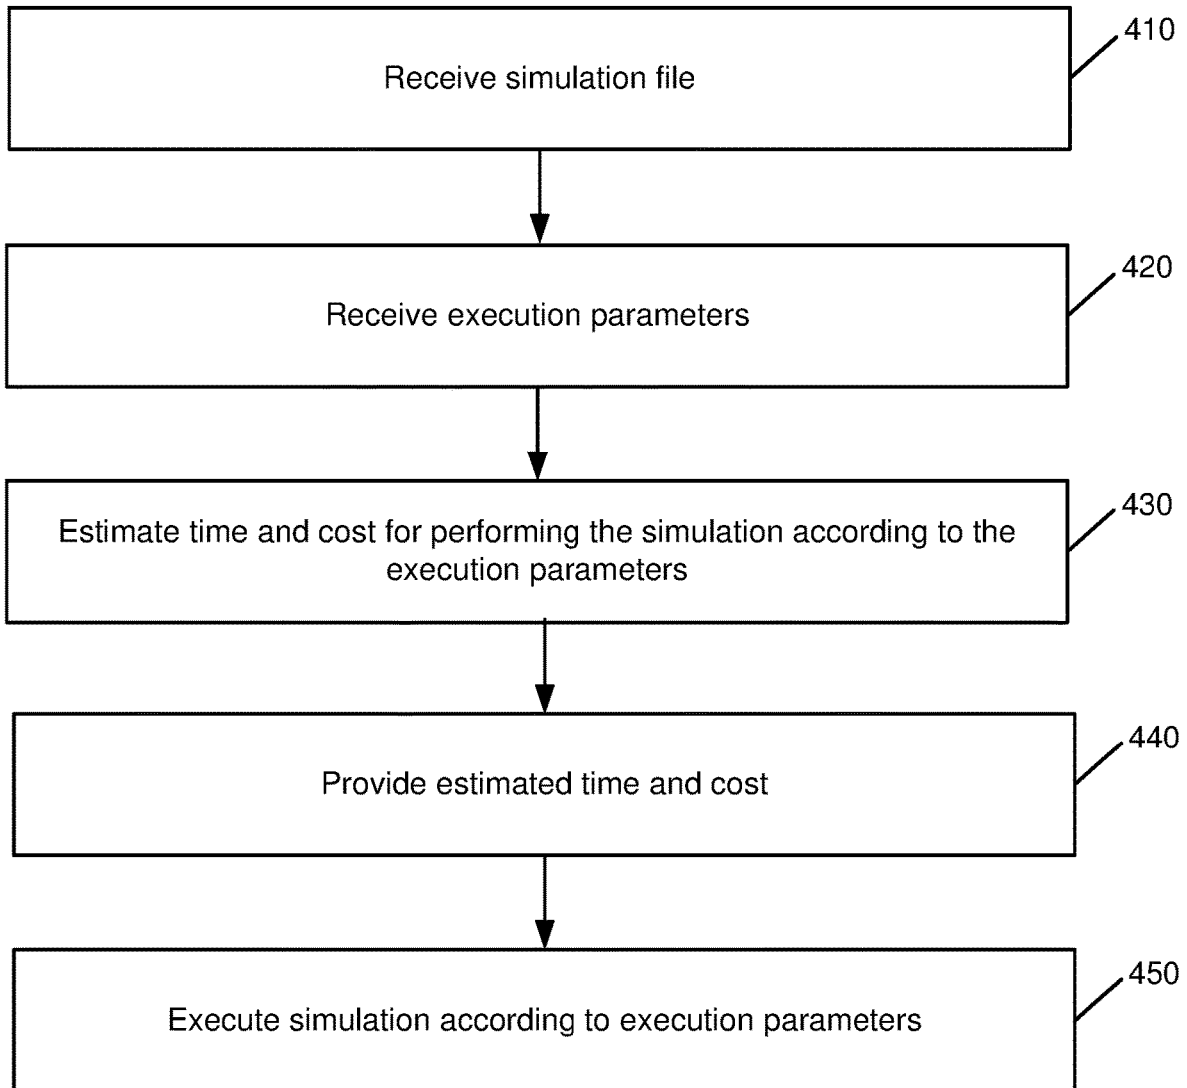 410
Receive simulation file
420
Receive execution parameters
430
Estimate time and cost for performing the simulation according to the
execution parameters
440
Provide estimated time and cost
450
Execute simulation according to execution parameters